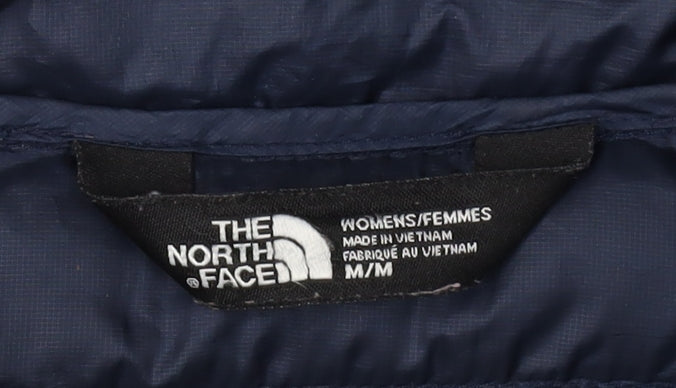 THE
NORTH
®FACE
WOMENS/FEMMES
MADE IN VIETNAM
FABRIQUÉ AU VIETNAM
M/M